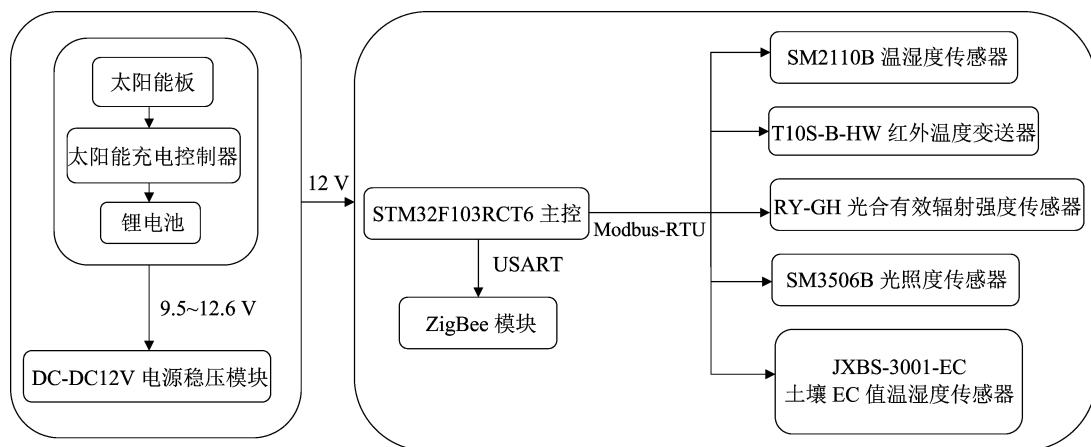 太阳能板
太阳能充电控制器
锂电池
9.5~12.6 V
DC-DC12V 电源稳压模块
12 V
STM32F103RCT6 主控
Modbus-RTU
USART
ZigBee 模块
SM2110B 温湿度传感器
T10S-B-HW 红外温度变送器
RY-GH 光合有效辐射强度传感器
SM3506B 光照度传感器
JXBS-3001-EC
土壤 EC 值温湿度传感器